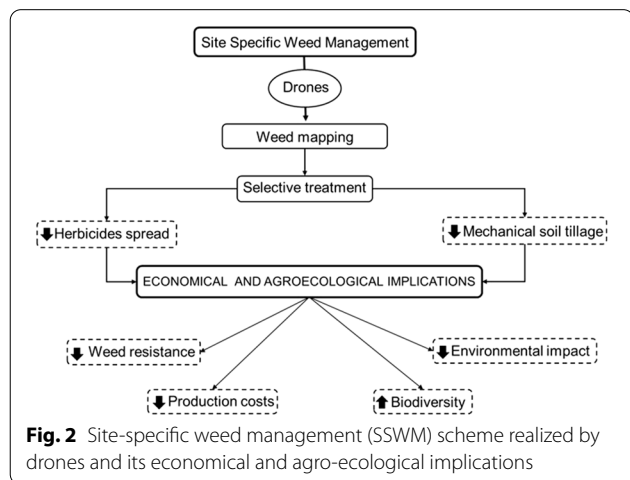 Site Specific Weed Management
Drones
Weed mapping
Selective treatment
Herbicides spread
Mechanical soil tillage
ECONOMICAL AND AGROECOLOGICAL IMPLICATIONS
Weed resistance
Environmental impact
Production costs
Biodiversity
Fig. 2 Site-specific weed management (SSWM) scheme realized by
drones and its economical and agro-ecological implications